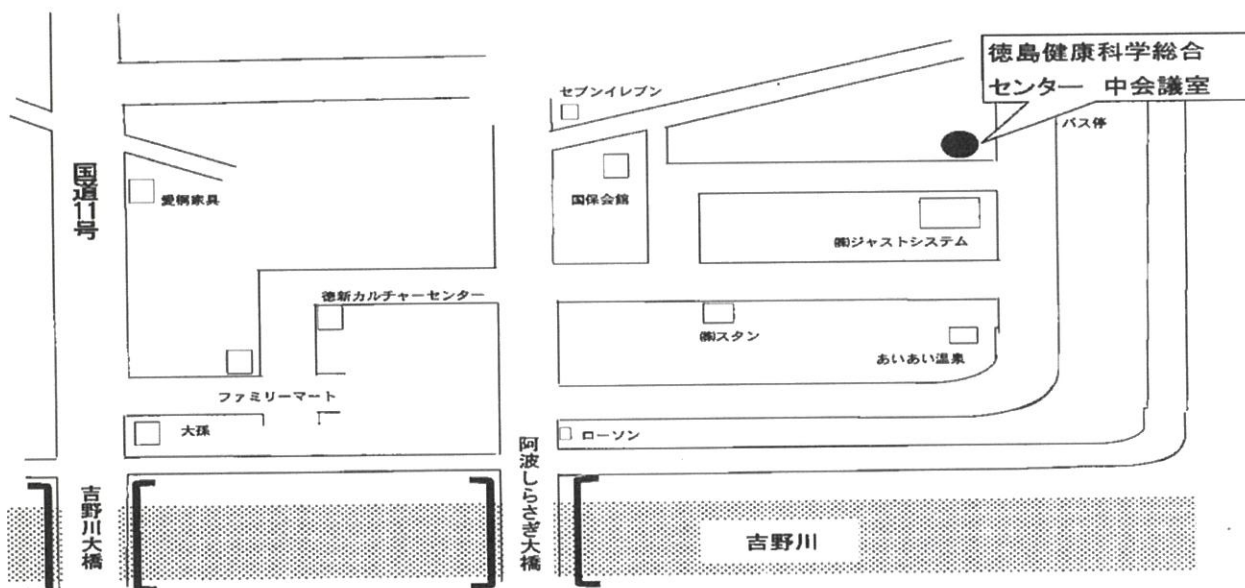 徳島健康科学総合
センター 中会議室
セブンイレブン
バス停
国道11号
愛桐家具
国保会館
㈱ジャストシステム
徳新カルチャーセンター
㈱スタン
あいあい温泉
ファミリーマート
大孫
ローソン
吉野川大橋
阿波しらさぎ大橋
吉野川